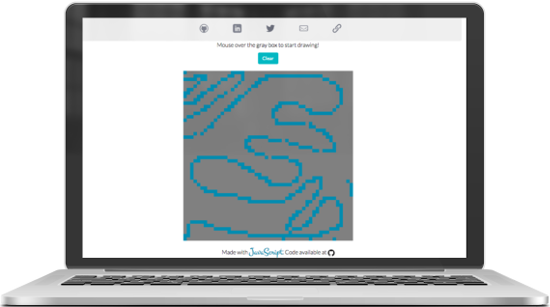 Mouse over the gray box to start drawing!
Clear
Made with JavaScript. Code available at